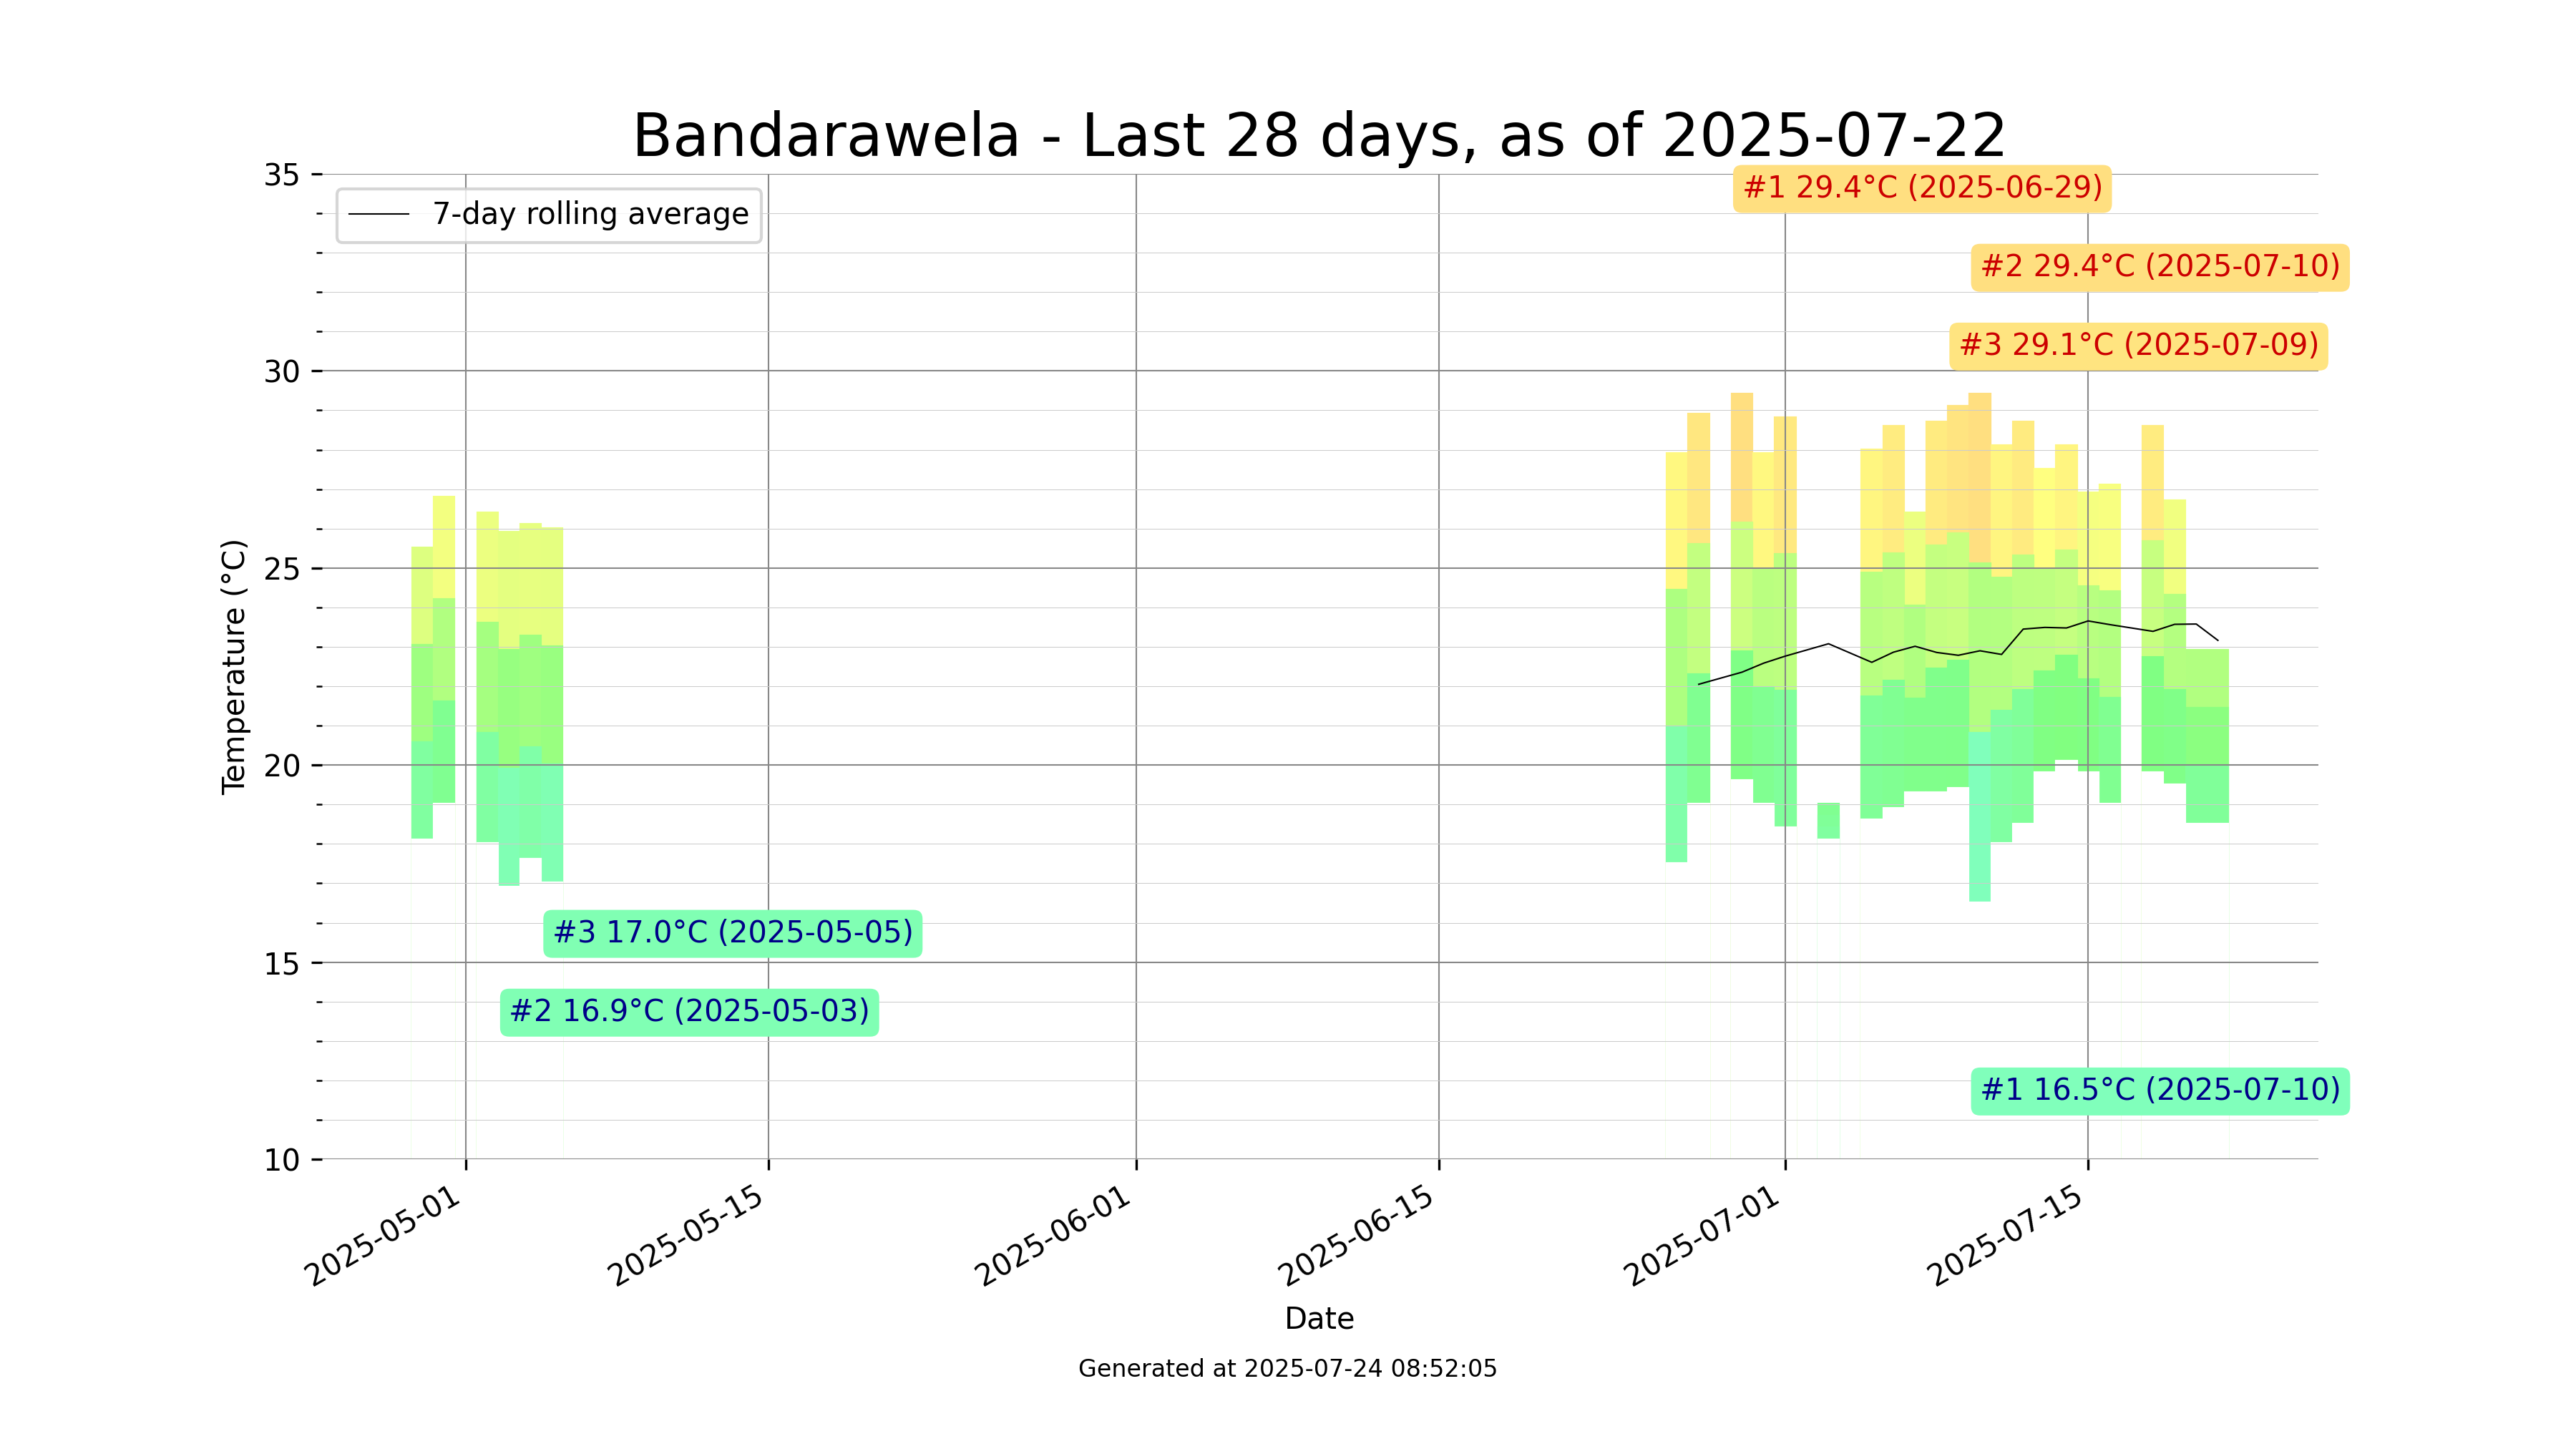 Bandarawela - Last 28 days, as of 2025-07-22
35
7-day rolling average
#1 29.4°C (2025-06-29)
#2 29.4°C (2025-07-10)
#3 29.1°C (2025-07-09)
30
25
Temperature (°C)
20
#3 17.0°C (2025-05-05)
15
#2 16.9°C (2025-05-03)
#1 16.5°C (2025-07-10)
10
2025-05-01
2025-05-15
2025-06-01
2025-06-15
2025-07-01
2025-07-15
Date
Generated at 2025-07-24 08:52:05